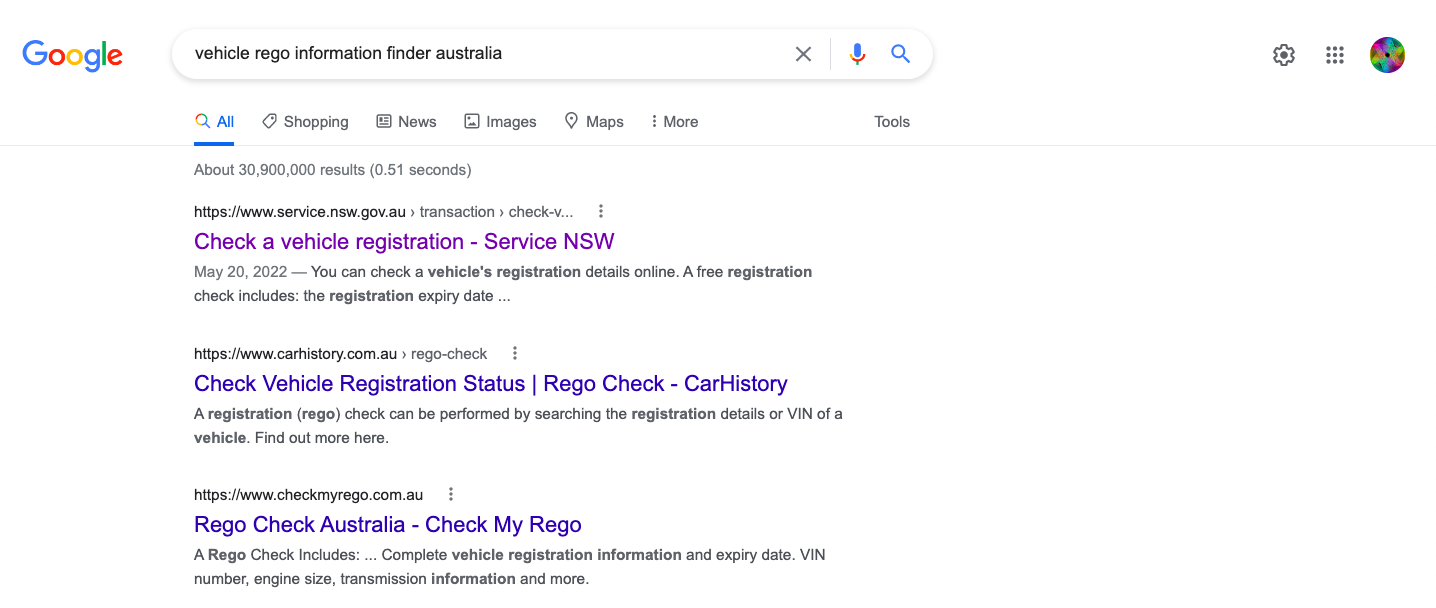 Google
vehicle rego information finder australia
All Shopping News Images Maps More Tools
About 30,900,000 results (0.51 seconds)
https://www.service.nsw.gov.au › transaction › check-v...
Check a vehicle registration - Service NSW
May 20, 2022 — You can check a vehicle's registration details online. A free registration
check includes: the registration expiry date ...
https://www.carhistory.com.au › rego-check
Check Vehicle Registration Status | Rego Check - CarHistory
A registration (rego) check can be performed by searching the registration details or VIN of a
vehicle. Find out more here.
https://www.checkmyrego.com.au
Rego Check Australia - Check My Rego
A Rego Check Includes: ... Complete vehicle registration information and expiry date. VIN
number, engine size, transmission information and more.